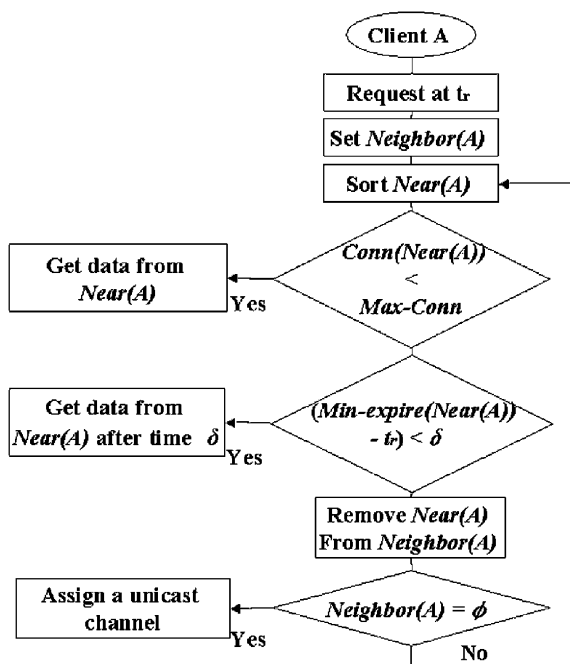 Client A
Request at tr
Set Neighbor(A)
Sort Near(A)
Conn(Near(A))
<
Max-Conn
Get data from
Near(A)
Yes
(Min-expire(Near(A))
- tr) < δ
Get data from
Near(A) after time δ
Yes
Remove Near(A)
From Neighbor(A)
Neighbor(A) = ϕ
Assign a unicast
channel
Yes
No